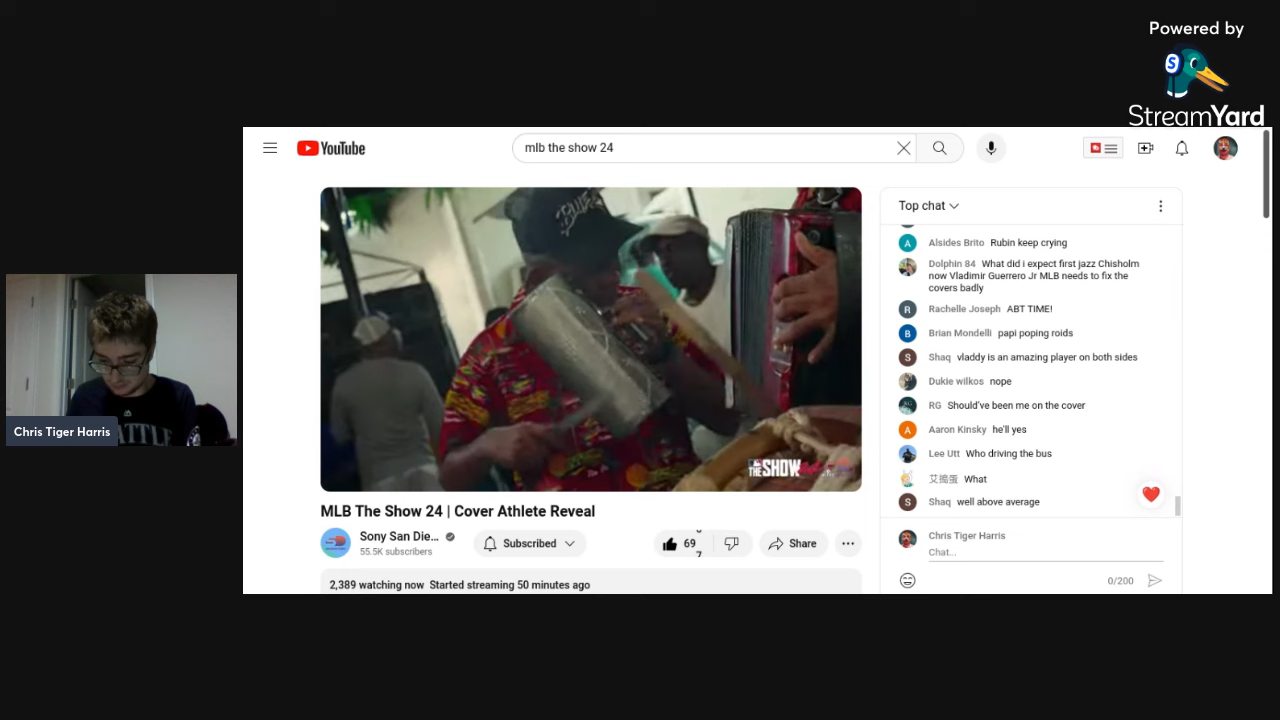 Powered by
StreamYard
YouTube
mlb the show 24
THE SHOW
MLB The Show 24 | Cover Athlete Reveal
Sony San Die...
55.5K subscribers
Subscribed
69
7
Share
2,389 watching now Started streaming 50 minutes ago
Top chat
Alsides Brito Rubin keep crying
Dolphin 84 What did i expect first jazz Chisholm
now Vladimir Guerrero Jr MLB needs to fix the
covers badly
Rachelle Joseph ABT TIME!
Brian Mondelli papi poping roids
Shaq vladdy is an amazing player on both sides
Dukie wilkos nope
RG Should've been me on the cover
Aaron Kinsky he'll yes
Lee Utt Who driving the bus
艾搗蛋 What
Shaq well above average
Chris Tiger Harris
Chat...
0/200
Chris Tiger Harris